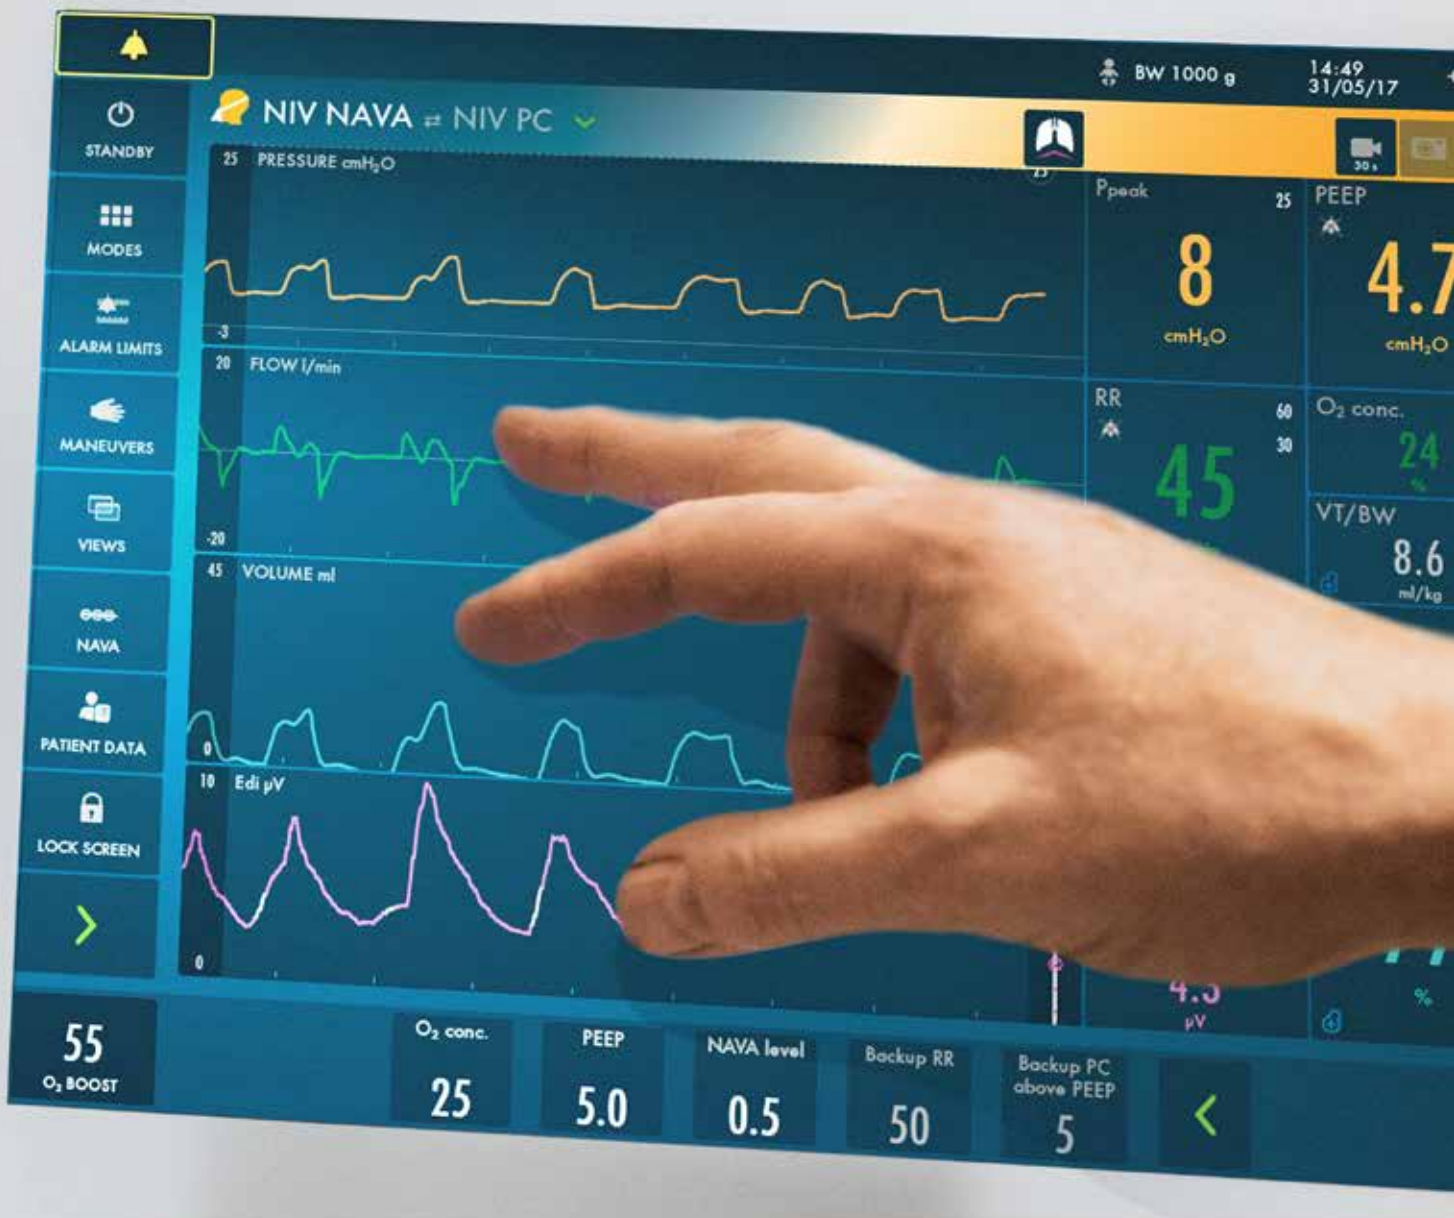 BW 1000 g
14:49
31/05/17
STANDBY
NIV NAVA ⇄ NIV PC
30 s
25 PRESSURE cmH₂O
-3
Ppeak
25
8
cmH₂O
PEEP
4.7
cmH₂O
MODES
ALARM LIMITS
20 FLOW l/min
-20
RR
60
30
45
O₂ conc.
24
%
MANEUVERS
VT/BW
8.6
ml/kg
VIEWS
45 VOLUME ml
0
NAVA
PATIENT DATA
10 Edi µV
0
LOCK SCREEN
µV
%
55
O₂ BOOST
O₂ conc.
25
PEEP
5.0
NAVA level
0.5
Backup RR
50
Backup PC
above PEEP
5